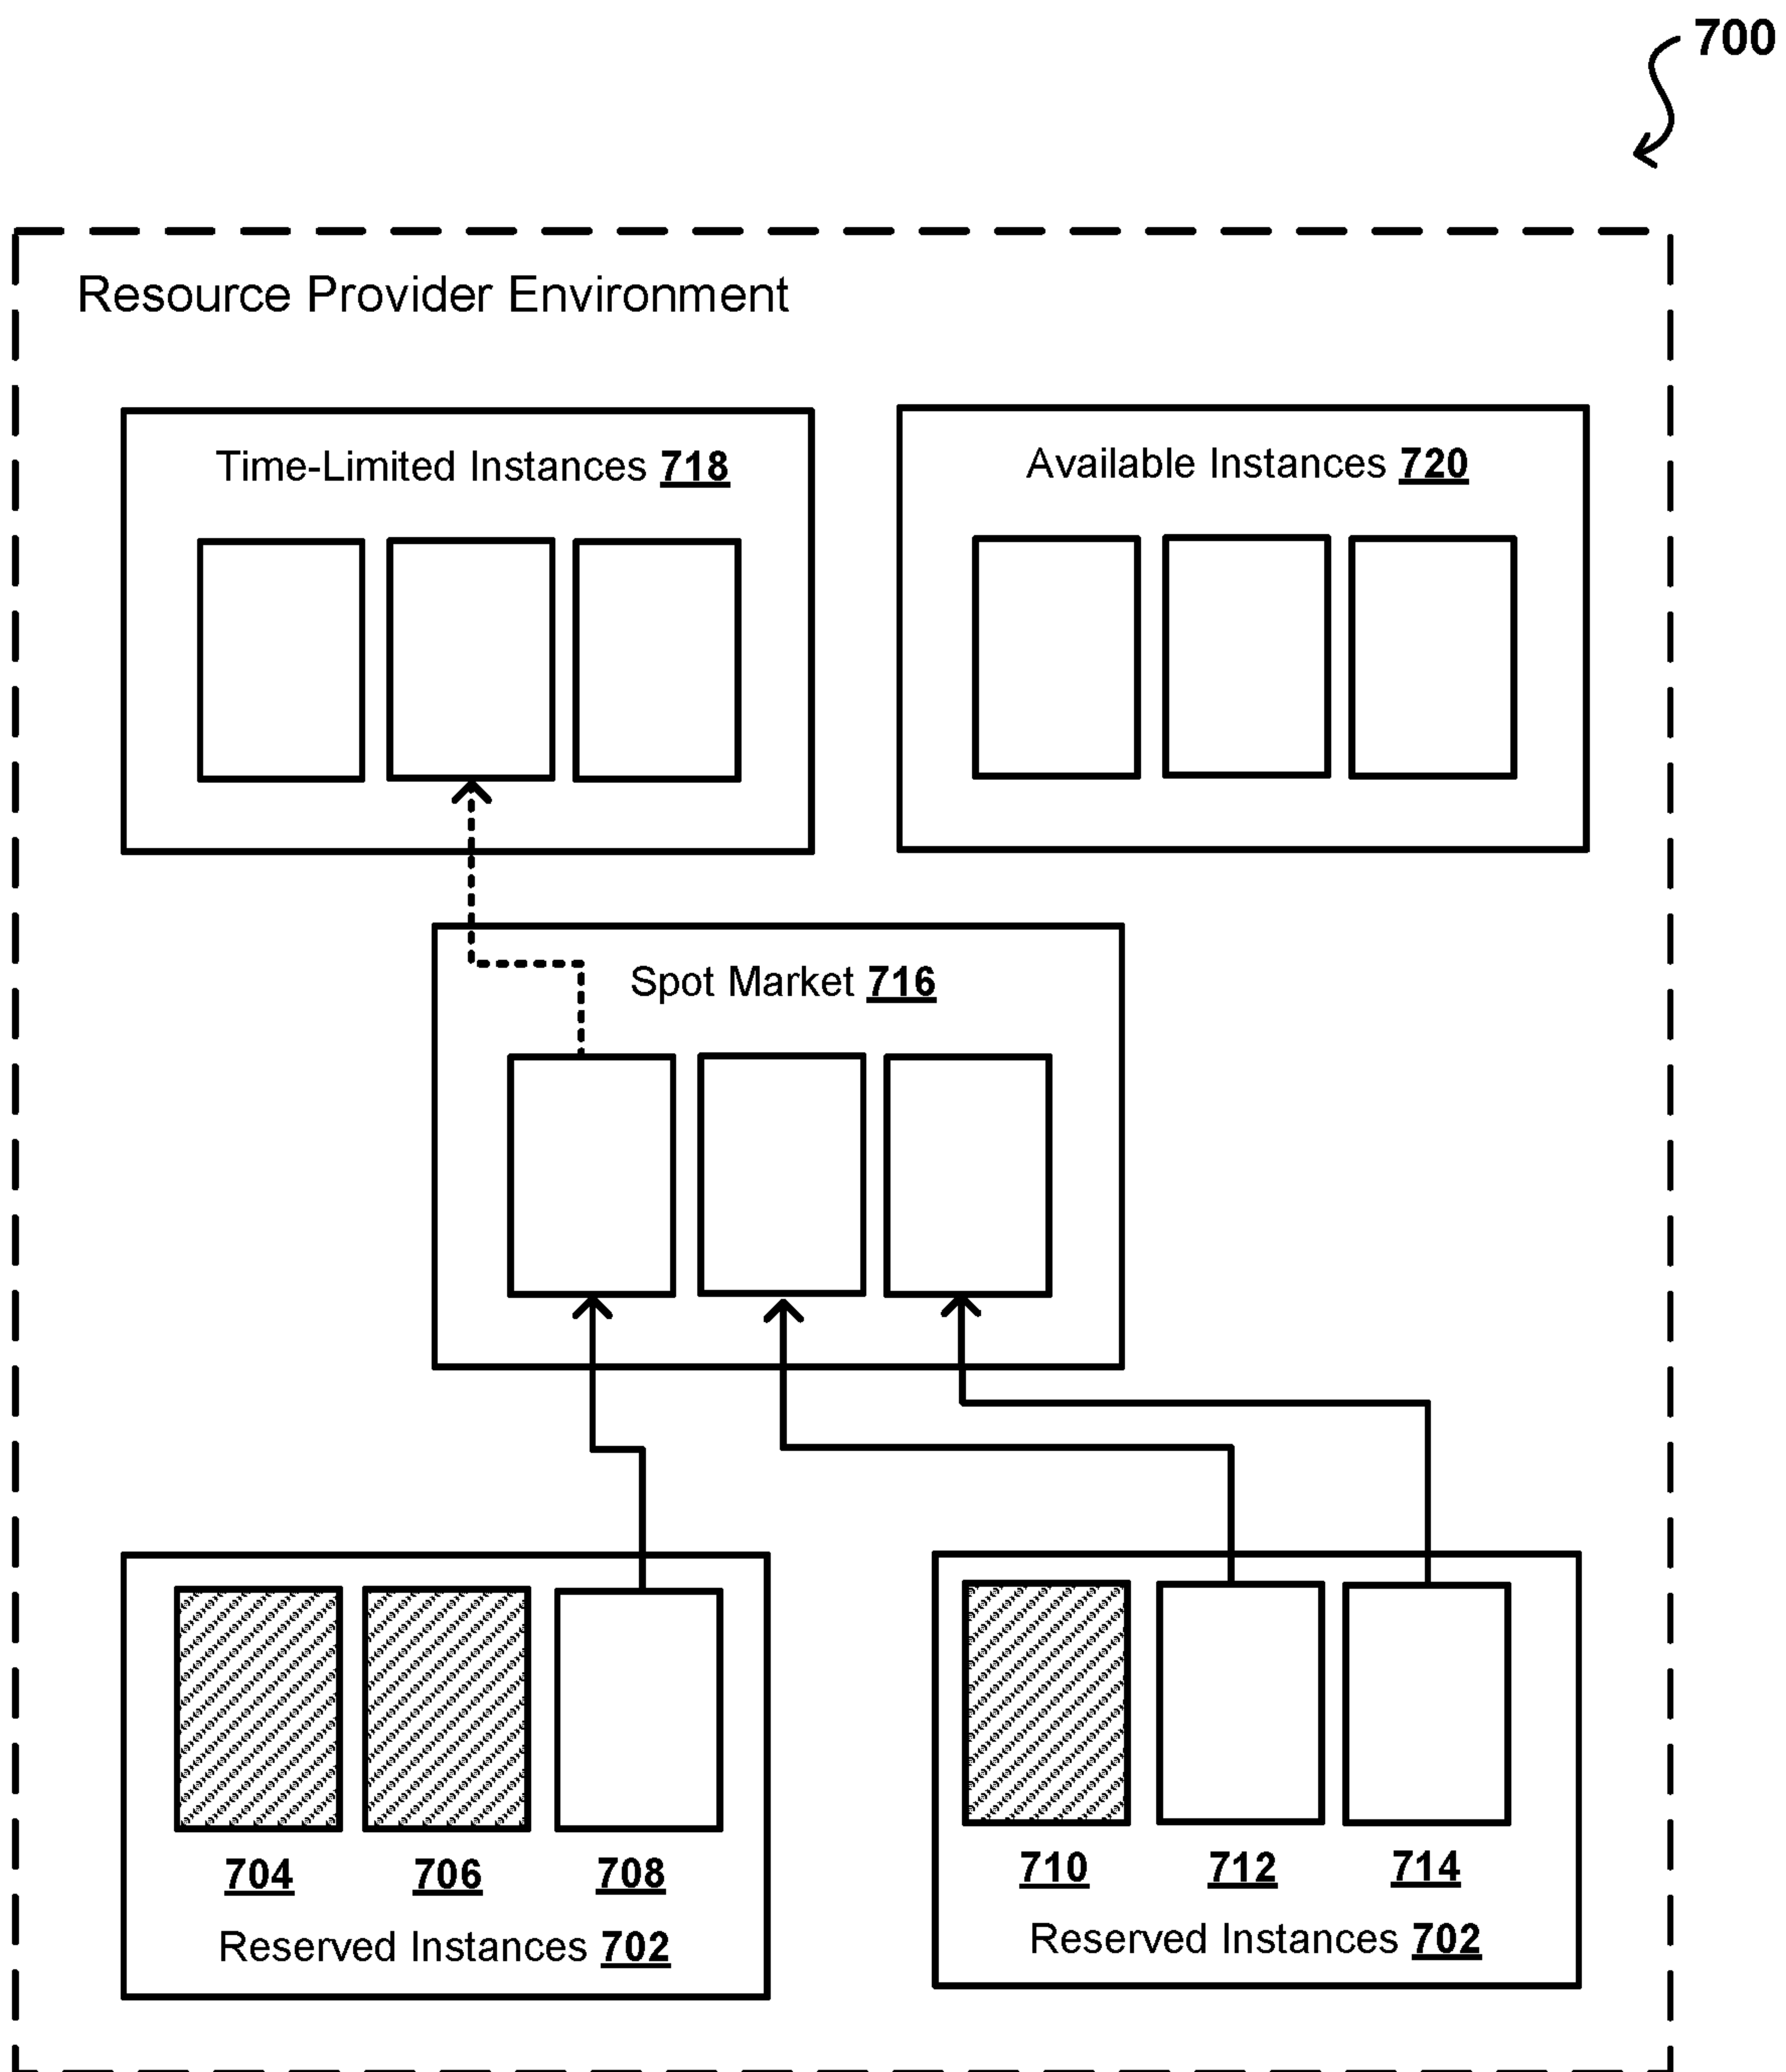 700
Resource Provider Environment
Time-Limited Instances 718
Available Instances 720
Spot Market 716
704 706 708
Reserved Instances 702
710 712 714
Reserved Instances 702